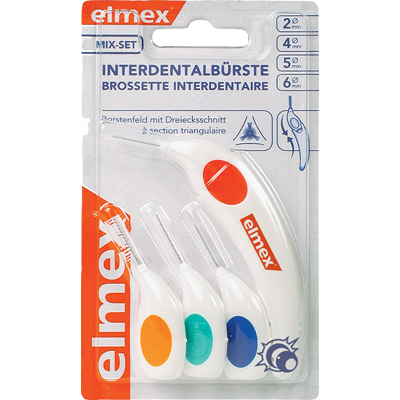 elmex
MIX-SET
2 Ø mm
4 Ø mm
5 Ø mm
6 Ø mm
INTERDENTALBÜRSTE
BROSSETTE INTERDENTAIRE
Borstenfeld mit Dreiecksschnitt
à section triangulaire
elmex
elmex